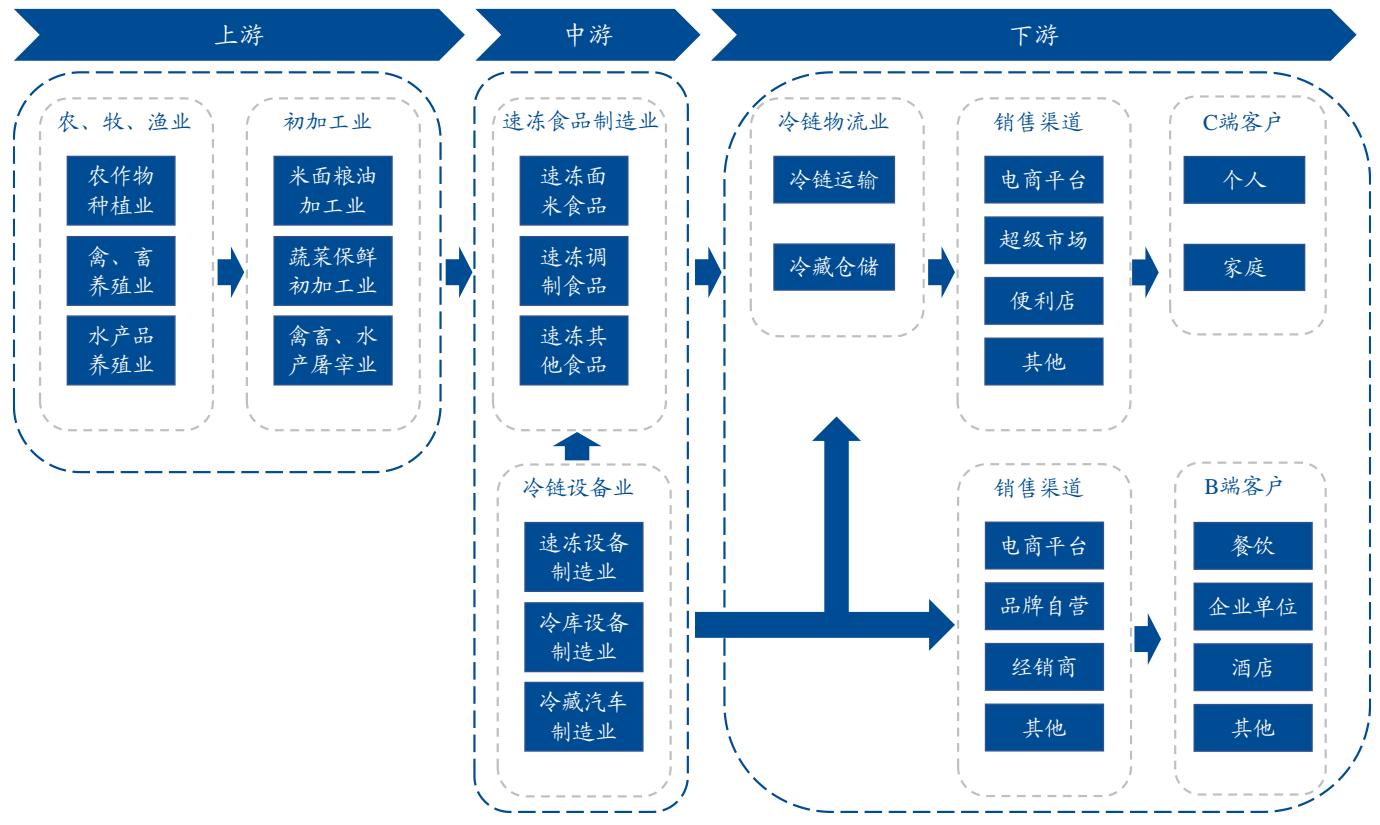 上游
中游
下游
农、牧、渔业
农作物
种植业
禽、畜
养殖业
水产品
养殖业
初加工业
米面粮油
加工业
蔬菜保鲜
初加工业
禽畜、水
产屠宰业
速冻食品制造业
速冻面
米食品
速冻调
制食品
速冻其
他食品
冷链设备业
速冻设备
制造业
冷库设备
制造业
冷藏汽车
制造业
冷链物流业
冷链运输
冷藏仓储
销售渠道
电商平台
超级市场
便利店
其他
C端客户
个人
家庭
销售渠道
电商平台
品牌自营
经销商
其他
B端客户
餐饮
企业单位
酒店
其他